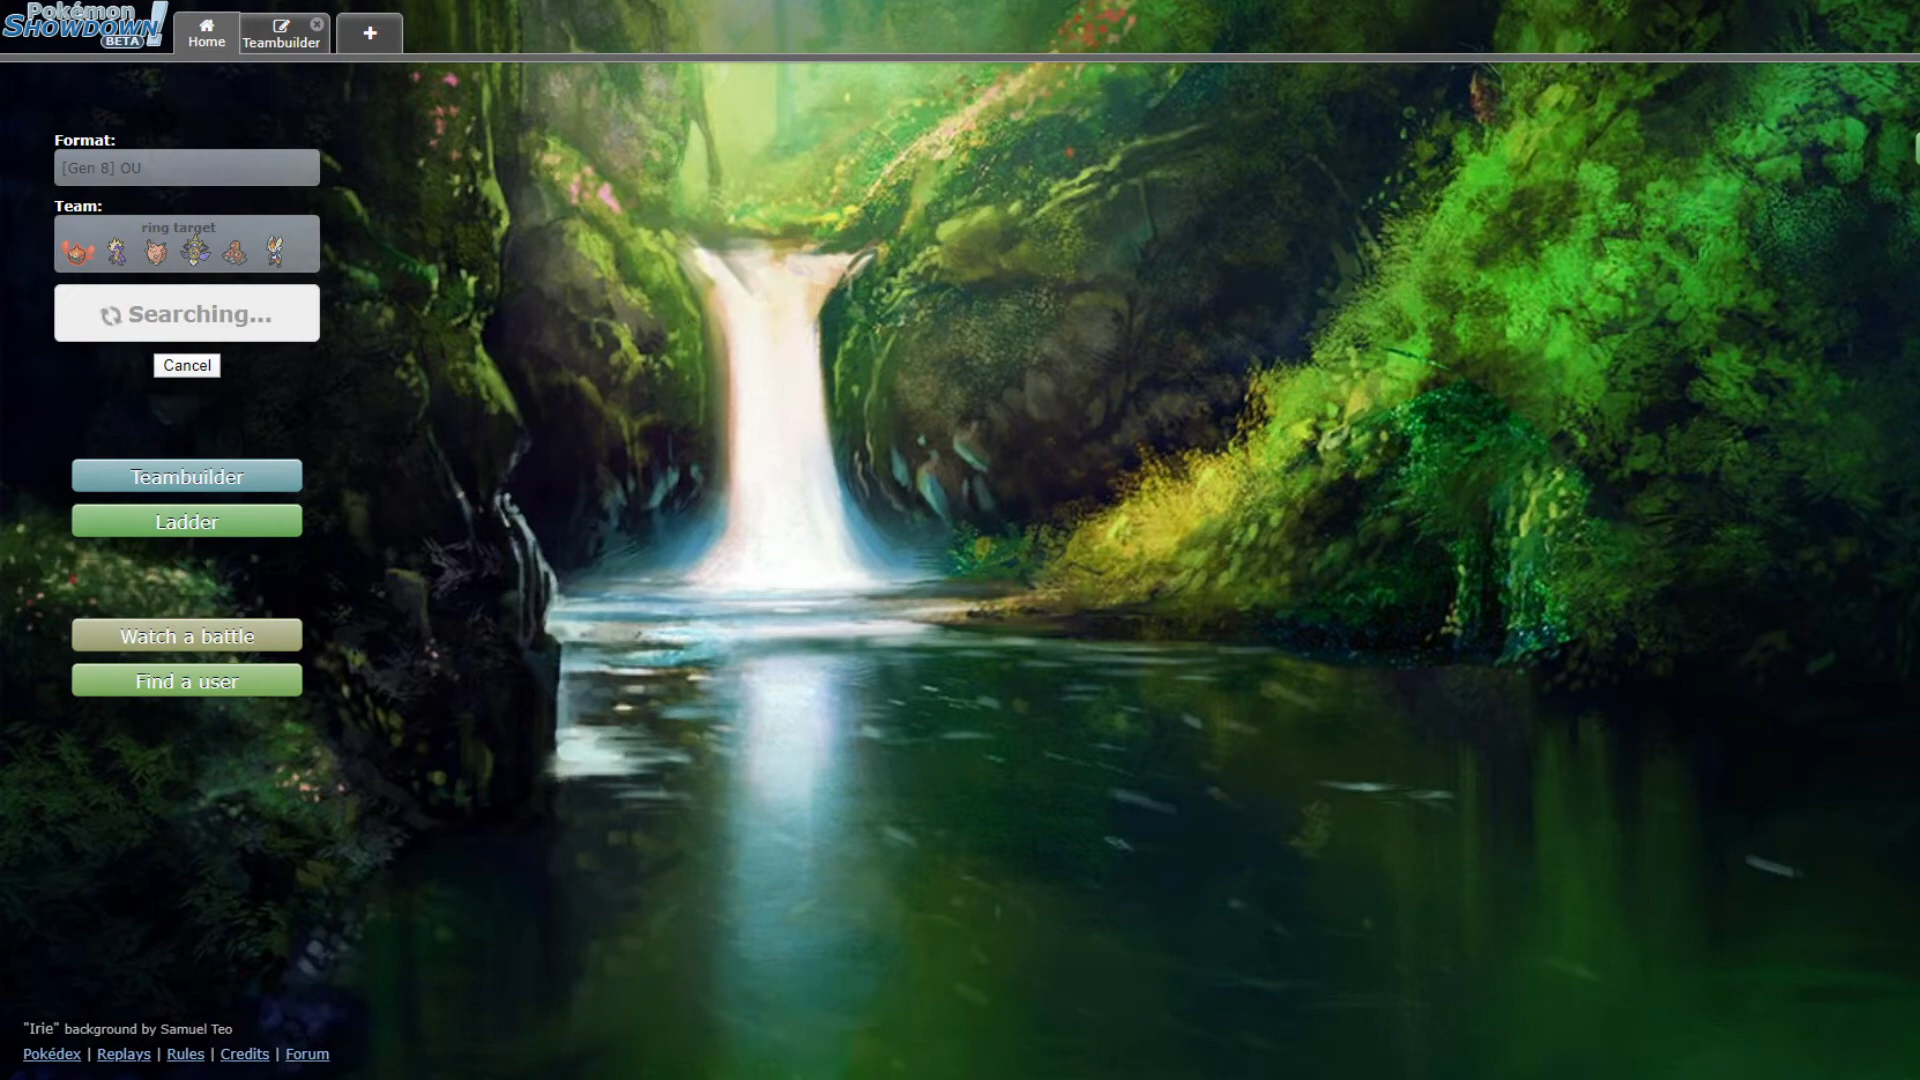 Pokémon
SHOWDOWN!
BETA
Home
Teambuilder
Format:
[Gen 8] OU
Team:
ring target
Searching...
Cancel
Teambuilder
Ladder
Watch a battle
Find a user
"Irie" background by Samuel Teo
Pokédex | Replays | Rules | Credits | Forum